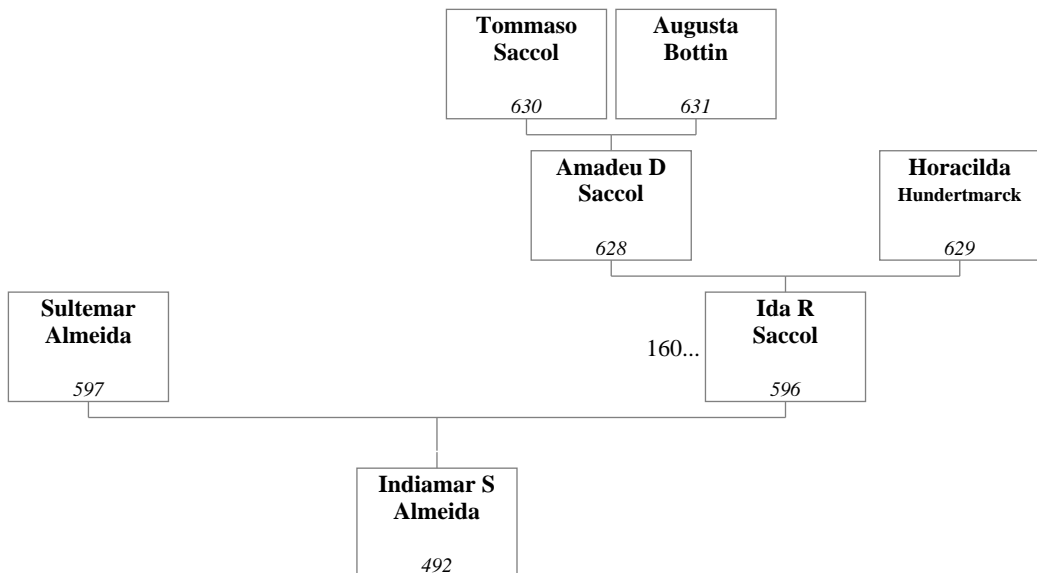 Tommaso
Saccol
630
Augusta
Bottin
631
Amadeu D
Saccol
628
Horacilda
Hundertmarck
629
Sultemar
Almeida
597
160...
Ida R
Saccol
596
Indiamar S
Almeida
492